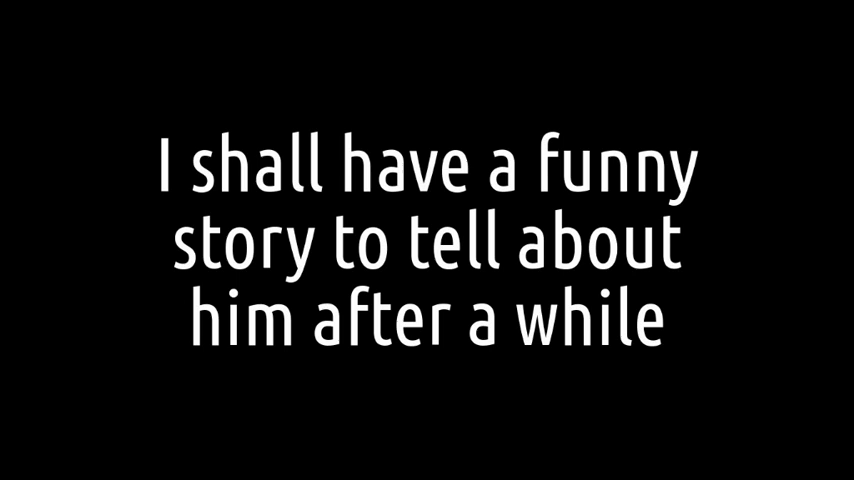 I shall have a funny
story to tell about
him after a while